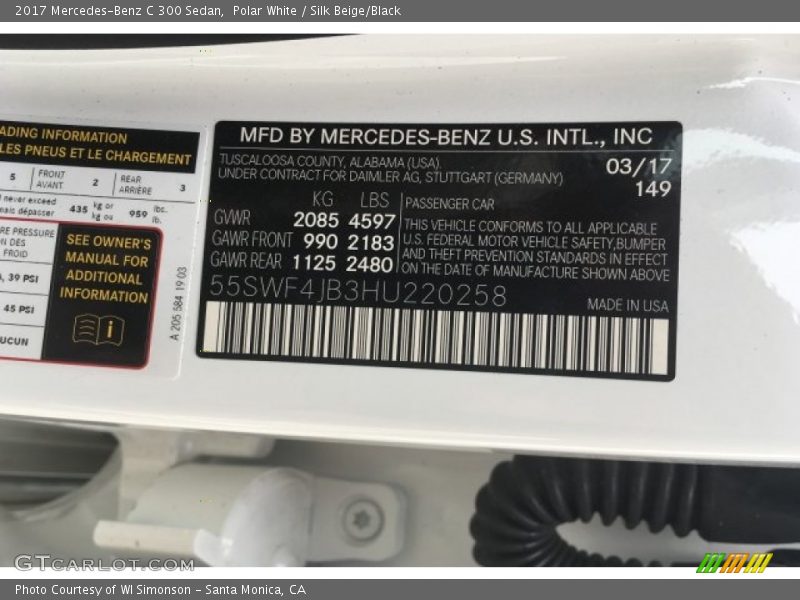 2017 Mercedes-Benz C 300 Sedan,  Polar White / Silk Beige/Black
ADING INFORMATION
LES PNEUS ET LE CHARGEMENT
5 FRONT AVANT 2 REAR ARRIÈRE 3
never exceed
mais dépasser 435 kg or kg ou 959 lbs. lb.
RE PRESSURE
ON DES
FROID
, 39 PSI
45 PSI
UCUN
SEE OWNER'S
MANUAL FOR
ADDITIONAL
INFORMATION
i
A 205 584 19 03
MFD BY MERCEDES-BENZ U.S. INTL., INC
TUSCALOOSA COUNTY, ALABAMA (USA).
UNDER CONTRACT FOR DAIMLER AG, STUTTGART (GERMANY)
03/17
149
KG LBS
GVWR 2085 4597
GAWR FRONT 990 2183
GAWR REAR 1125 2480
PASSENGER CAR
THIS VEHICLE CONFORMS TO ALL APPLICABLE
U.S. FEDERAL MOTOR VEHICLE SAFETY,BUMPER
AND THEFT PREVENTION STANDARDS IN EFFECT
ON THE DATE OF MANUFACTURE SHOWN ABOVE
55SWF4JB3HU220258
MADE IN USA
GTCARLOT.COM
Photo Courtesy of WI Simonson - Santa Monica, CA